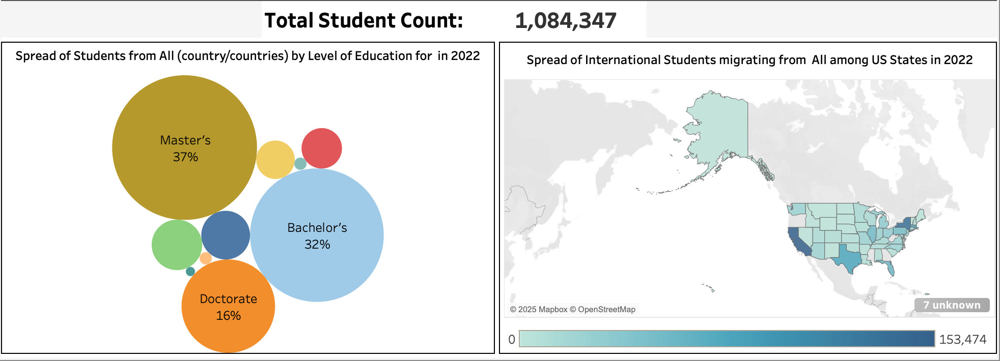 Total Student Count: 1,084,347
Spread of Students from All (country/countries) by Level of Education for  in 2022
Master's
37%
Bachelor's
32%
Doctorate
16%
Spread of International Students migrating from  All among US States in 2022
© 2025 Mapbox © OpenStreetMap
7 unknown
0
153,474